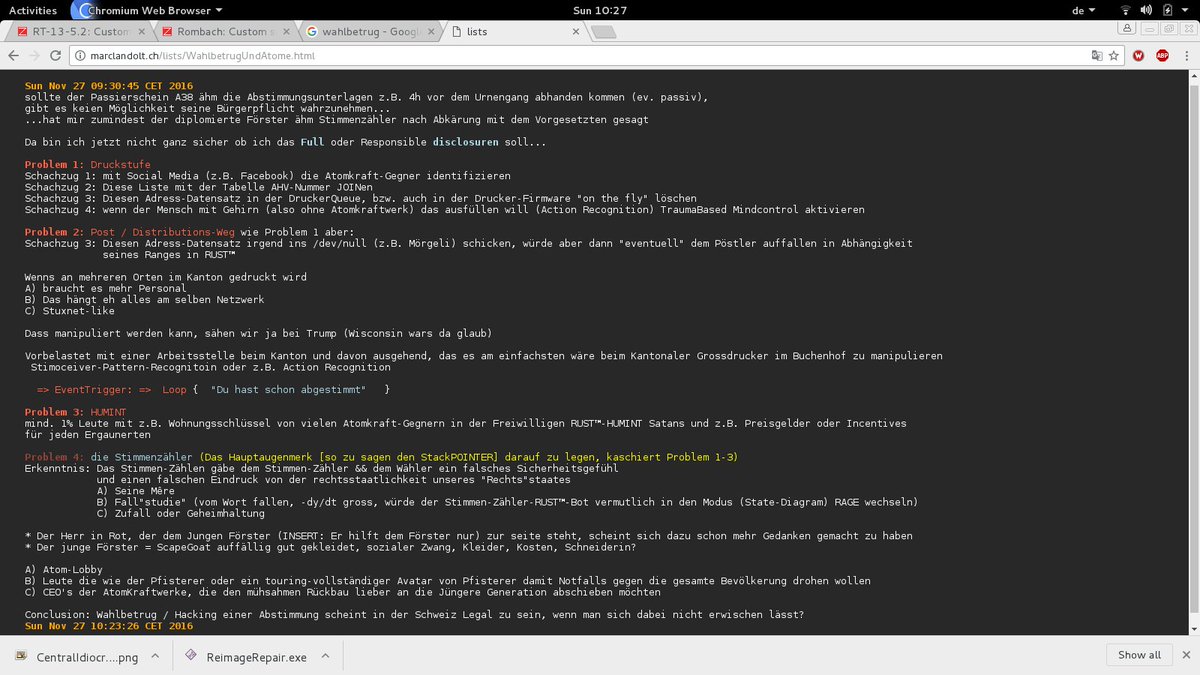 Activities Chromium Web Browser Sun 10:27 de
RT-13-5.2: Custom Rombach: Custom s wahlbetrug - Googl lists
marclandolt.ch/lists/WahlbetrugUndAtome.html
Sun Nov 27 09:30:45 CET 2016
sollte der Passierschein A38 ähm die Abstimmungsunterlagen z.B. 4h vor dem Urnengang abhanden kommen (ev. passiv),
gibt es keien Möglichkeit seine Bürgerpflicht wahrzunehmen...
...hat mir zumindest der diplomierte Förster ähm Stimmenzähler nach Abkärung mit dem Vorgesetzten gesagt
Da bin ich jetzt nicht ganz sicher ob ich das Full oder Responsible disclosuren soll...
Problem 1: Druckstufe
Schachzug 1: mit Social Media (z.B. Facebook) die Atomkraft-Gegner identifizieren
Schachzug 2: Diese Liste mit der Tabelle AHV-Nummer JOINen
Schachzug 3: Diesen Adress-Datensatz in der DruckerQueue, bzw. auch in der Drucker-Firmware "on the fly" löschen
Schachzug 4: wenn der Mensch mit Gehirn (also ohne Atomkraftwerk) das ausfüllen will (Action Recognition) TraumaBased Mindcontrol aktivieren
Problem 2: Post / Distributions-Weg wie Problem 1 aber:
Schachzug 3: Diesen Adress-Datensatz irgend ins /dev/null (z.B. Mörgeli) schicken, würde aber dann "eventuell" dem Pöstler auffallen in Abhängigkeit
seines Ranges in RUST™
Wenns an mehreren Orten im Kanton gedruckt wird
A) braucht es mehr Personal
B) Das hängt eh alles am selben Netzwerk
C) Stuxnet-like
Dass manipuliert werden kann, sähen wir ja bei Trump (Wisconsin wars da glaub)
Vorbelastet mit einer Arbeitsstelle beim Kanton und davon ausgehend, das es am einfachsten wäre beim Kantonaler Grossdrucker im Buchenhof zu manipulieren
Stimoceiver-Pattern-Recognitoin oder z.B. Action Recognition
=> EventTrigger: => Loop { "Du hast schon abgestimmt" }
Problem 3: HUMINT
mind. 1% Leute mit z.B. Wohnungsschlüssel von vielen Atomkraft-Gegnern in der Freiwilligen RUST™-HUMINT Satans und z.B. Preisgelder oder Incentives
für jeden Ergaunerten
Problem 4: die Stimmenzähler (Das Hauptaugenmerk [so zu sagen den StackPOINTER] darauf zu legen, kaschiert Problem 1-3)
Erkenntnis: Das Stimmen-Zählen gäbe dem Stimmen-Zähler && dem Wähler ein falsches Sicherheitsgefühl
und einen falschen Eindruck von der rechtsstaatlichkeit unseres "Rechts"staates
A) Seine Mêre
B) Fall"studie" (vom Wort fallen, -dy/dt gross, würde der Stimmen-Zähler-RUST™-Bot vermutlich in den Modus (State-Diagram) RAGE wechseln)
C) Zufall oder Geheimhaltung
* Der Herr in Rot, der dem Jungen Förster (INSERT: Er hilft dem Förster nur) zur seite steht, scheint sich dazu schon mehr Gedanken gemacht zu haben
* Der junge Förster = ScapeGoat auffällig gut gekleidet, sozialer Zwang, Kleider, Kosten, Schneiderin?
A) Atom-Lobby
B) Leute die wie der Pfisterer oder ein touring-vollständiger Avatar von Pfisterer damit Notfalls gegen die gesamte Bevölkerung drohen wollen
C) CEO's der AtomKraftwerke, die den mühsahmen Rückbau lieber an die Jüngere Generation abschieben möchten
Conclusion: Wahlbetrug / Hacking einer Abstimmung scheint in der Schweiz Legal zu sein, wenn man sich dabei nicht erwischen lässt?
Sun Nov 27 10:23:26 CET 2016
CentralIdiocr....png ReimageRepair.exe Show all